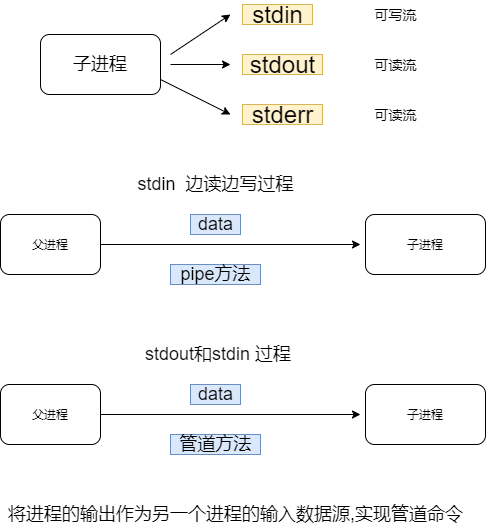 stdin 可写流
子进程 stdout 可读流
stderr 可读流
stdin 边读边写过程
data
父进程 子进程
pipe方法
stdout和stdin 过程
data
父进程 子进程
管道方法
将进程的输出作为另一个进程的输入数据源,实现管道命令